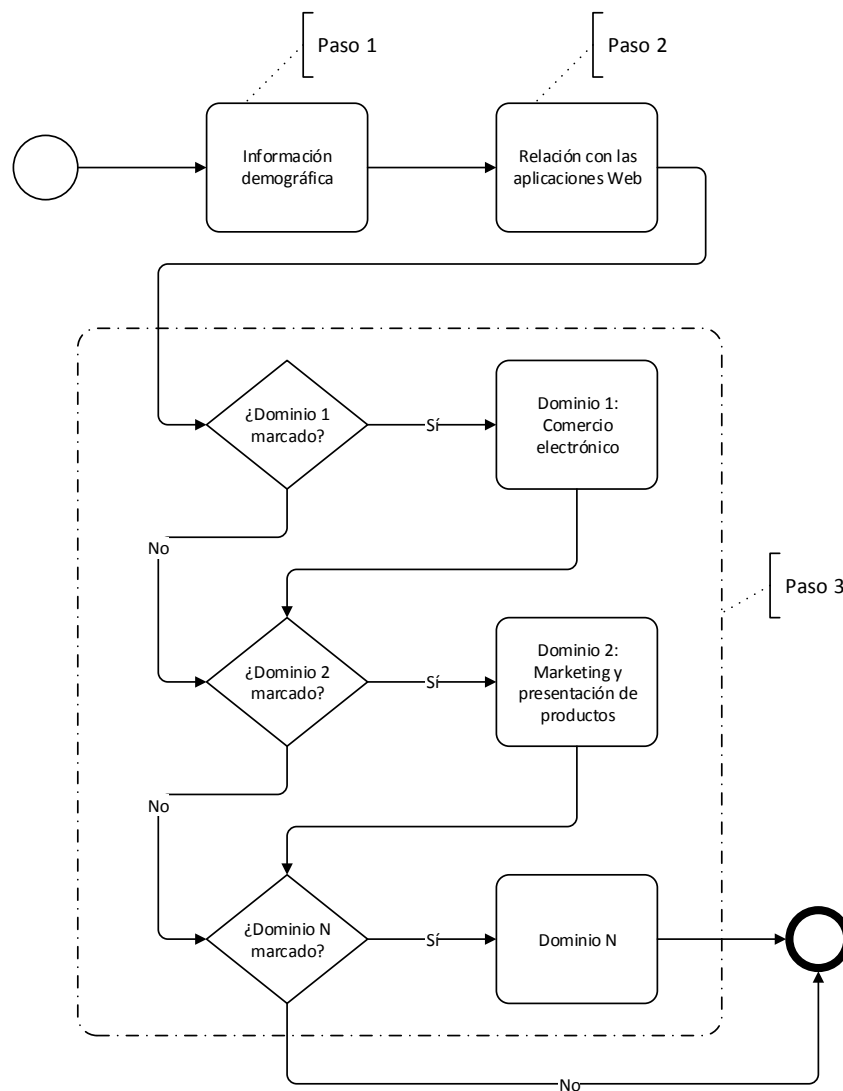 Paso 1
Paso 2
Información
demográfica
Relación con las
aplicaciones Web
¿Dominio 1
marcado?
Sí
Dominio 1:
Comercio
electrónico
No
Paso 3
¿Dominio 2
marcado?
Sí
Dominio 2:
Marketing y
presentación de
productos
No
¿Dominio N
marcado?
Sí
Dominio N
No